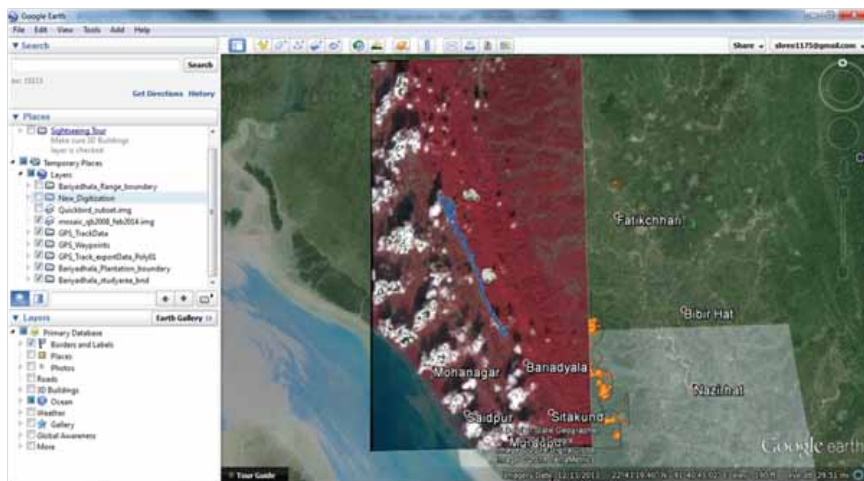 Google Earth
File Edit View Tools Add Help
Search
Search
Get Directions History
Places
Sightseeing Tour
Make sure 3D Buildings
layer is checked
Temporary Places
Layers
Bariyadhala_Range_boundary
New_Digitization
Quickbird_subset.img
mosaic_qb2008_feb2014.img
GPS_TrackData
GPS_Waypoints
GPS_Track_exportData_Poly01
Bariyadhala_Plantation_boundary
Bariyadhala_studyarea_bnd
Layers
Earth Gallery
Primary Database
Borders and Labels
Places
Photos
Roads
3D Buildings
Ocean
Weather
Gallery
Global Awareness
More
Share
Fatikchhari
Bibir Hat
Mohanagar
Banadyala
Nazirhat
Saidpur
Sitakund
Google earth
Tour Guide